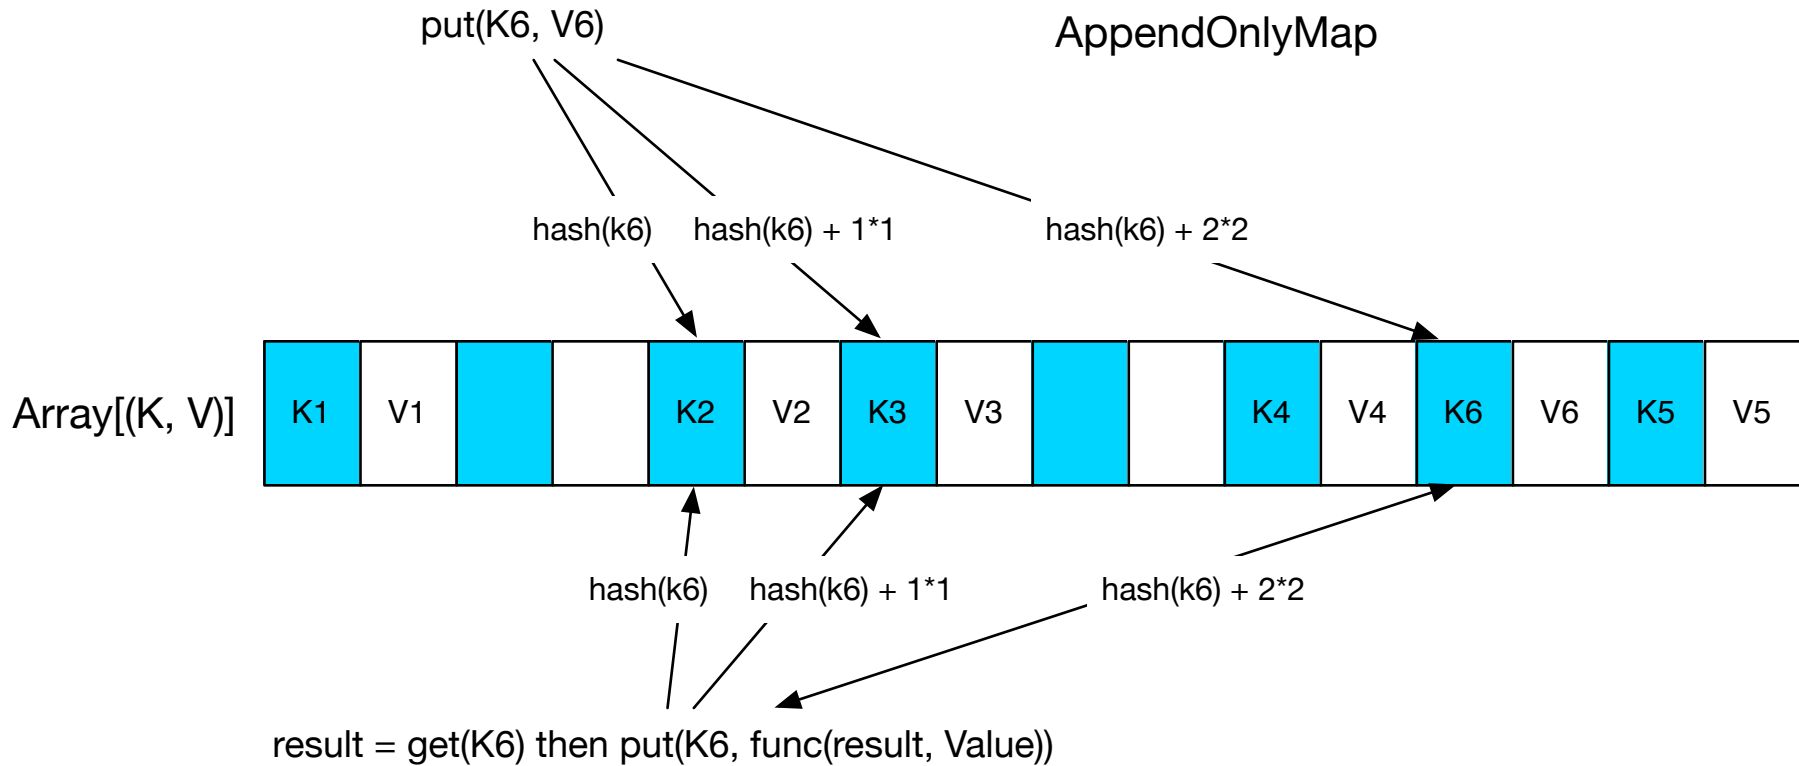 put(K6, V6)
AppendOnlyMap
hash(k6)
hash(k6) + 1*1
hash(k6) + 2*2
Array[(K, V)]
K1
V1
K2
V2
K3
V3
K4
V4
K6
V6
K5
V5
hash(k6)
hash(k6) + 1*1
hash(k6) + 2*2
result = get(K6) then put(K6, func(result, Value))